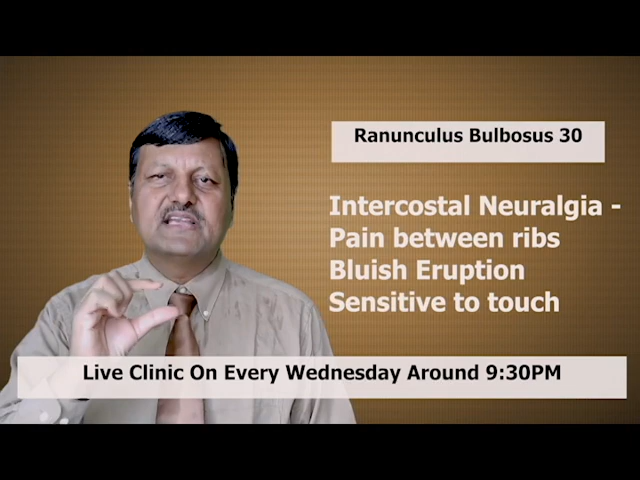 Ranunculus Bulbosus 30
Intercostal Neuralgia -
Pain between ribs
Bluish Eruption
Sensitive to touch
Live Clinic On Every Wednesday Around 9:30PM